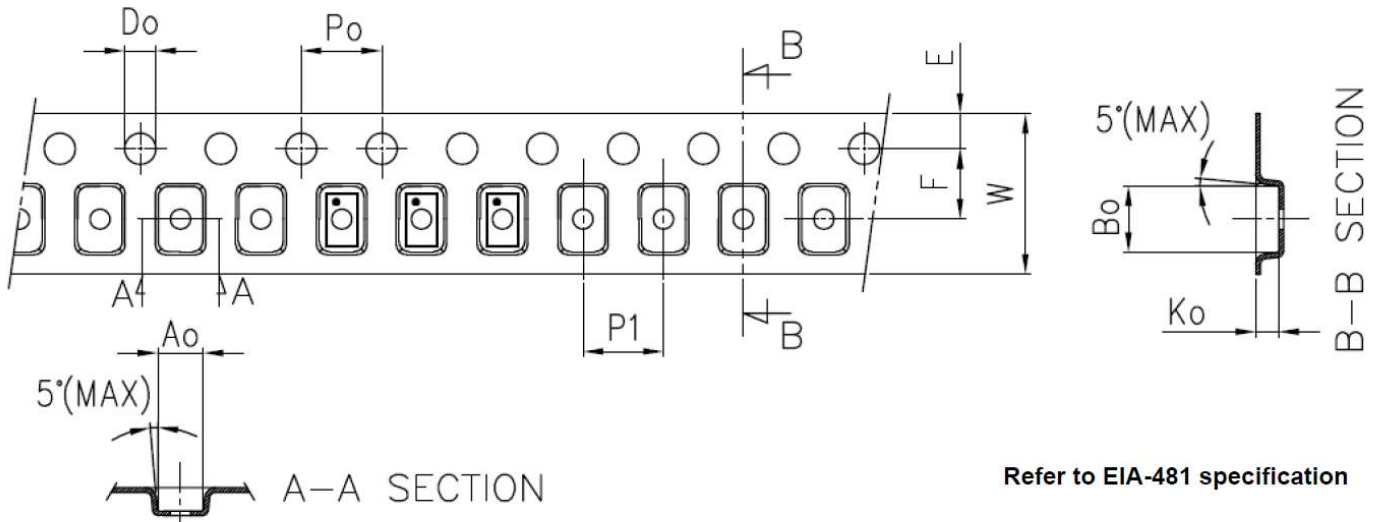 Do
Po
B
E
5°(MAX)
F
W
Bo
B-B SECTION
A
A
Ao
P1
B
Ko
5°(MAX)
A-A SECTION
Refer to EIA-481 specification